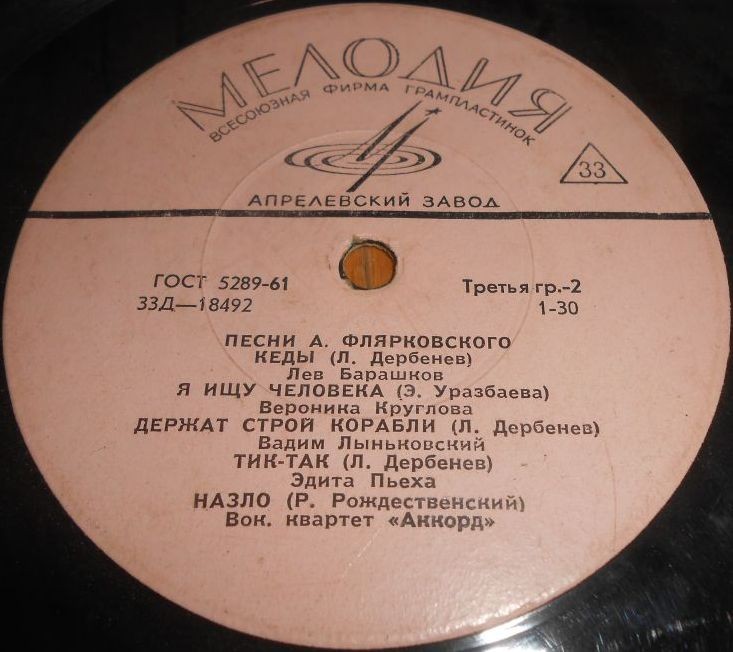 МЕЛОДИЯ
ВСЕСОЮЗНАЯ ФИРМА ГРАМПЛАСТИНОК
33
АПРЕЛЕВСКИЙ ЗАВОД
ГОСТ 5289-61 Третья гр.-2
33Д—18492 1-30
ПЕСНИ А. ФЛЯРКОВСКОГО
КЕДЫ (Л. Дербенев)
Лев Барашков
Я ИЩУ ЧЕЛОВЕКА (Э. Уразбаева)
Вероника Круглова
ДЕРЖАТ СТРОЙ КОРАБЛИ (Л. Дербенев)
Вадим Лыньковский
ТИК-ТАК (Л. Дербенев)
Эдита Пьеха
НАЗЛО (Р. Рождественский)
Вок. квартет «Аккорд»